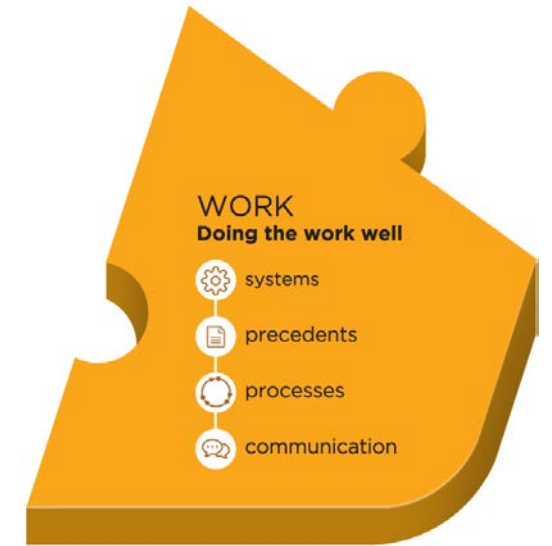 WORK
Doing the work well
systems
precedents
processes
communication